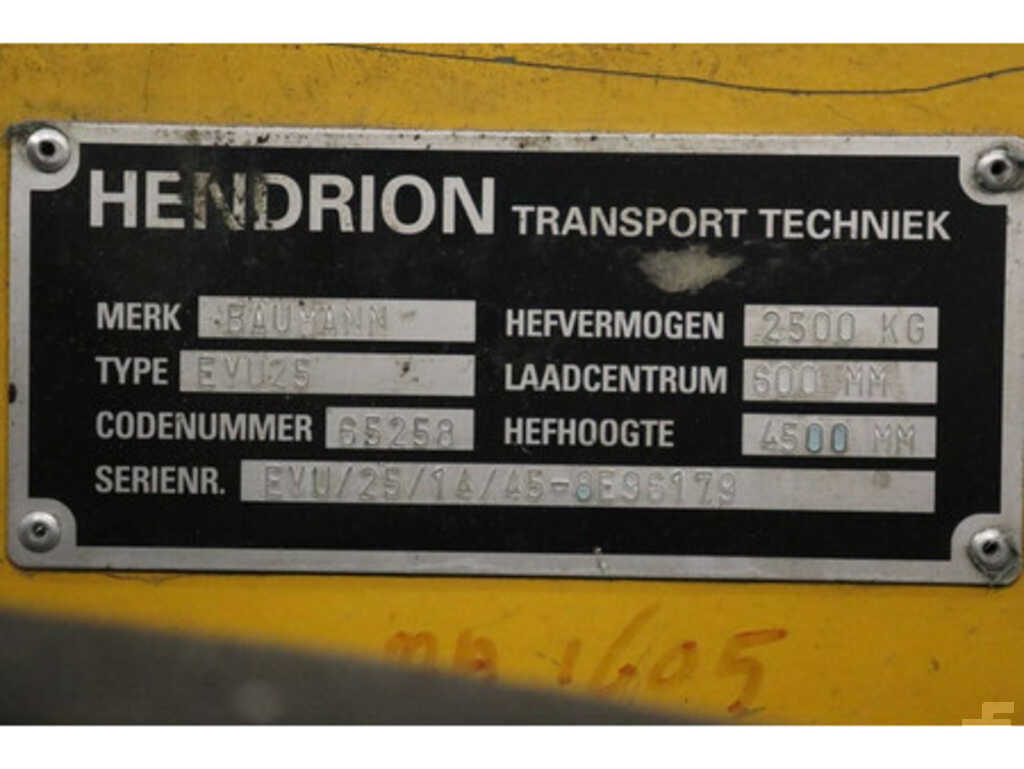 HENDRION TRANSPORT TECHNIEK
MERK BAUMANN HEFVERMOGEN 2500 KG
TYPE EVU25 LAADCENTRUM 600 MM
CODENUMMER 65258 HEFHOOGTE 4500 MM
SERIENR. EVU/25/14/45-8E96179
1605